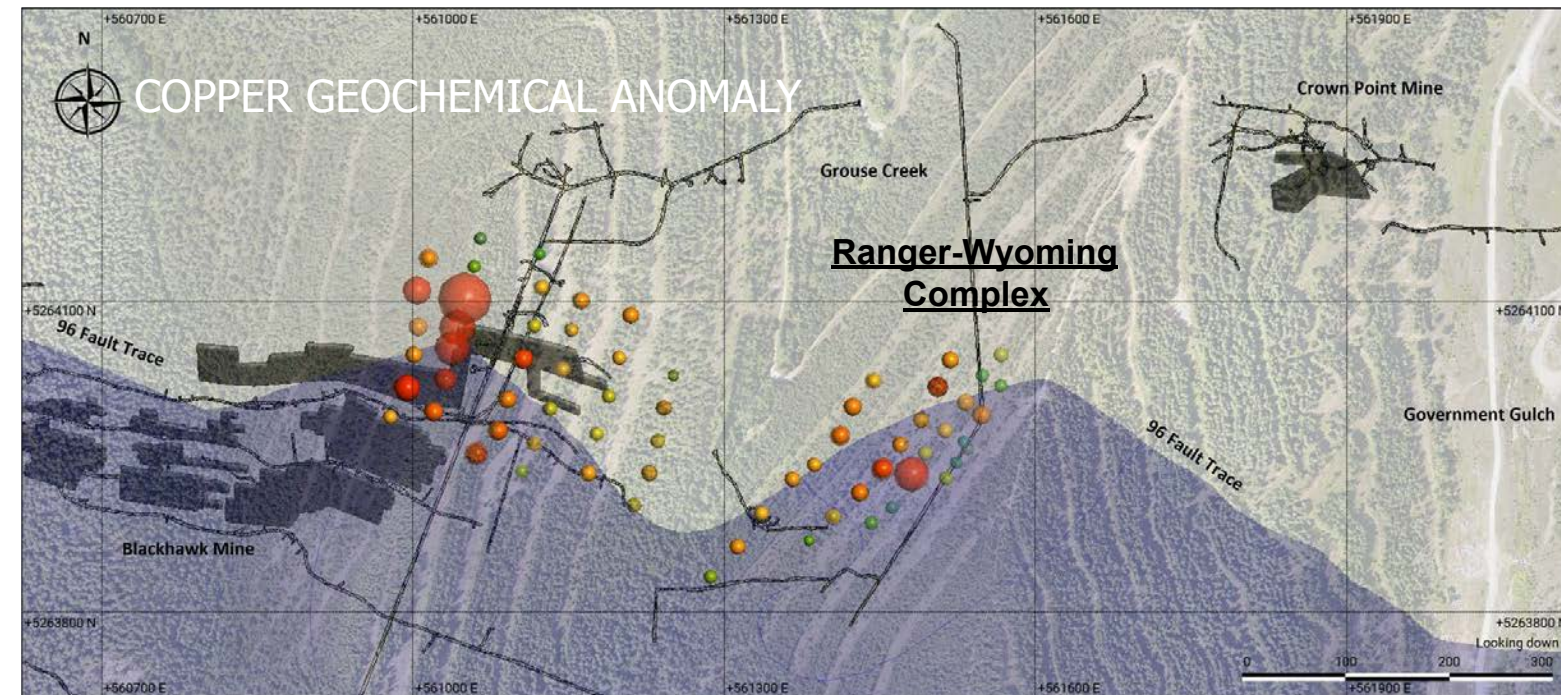 +560700 E
+561000 E
+561300 E
+561600 E
+561900 E
N
COPPER GEOCHEMICAL ANOMALY
Crown Point Mine
Grouse Creek
Ranger-Wyoming
Complex
+5264100 N
+5264100 N
96 Fault Trace
Government Gulch
96 Fault Trace
Blackhawk Mine
+5263800 N
+5263800 N
Looking down
0 100 200 300
+560700 E
+561000 E
+561300 E
+561600 E
+561900 E